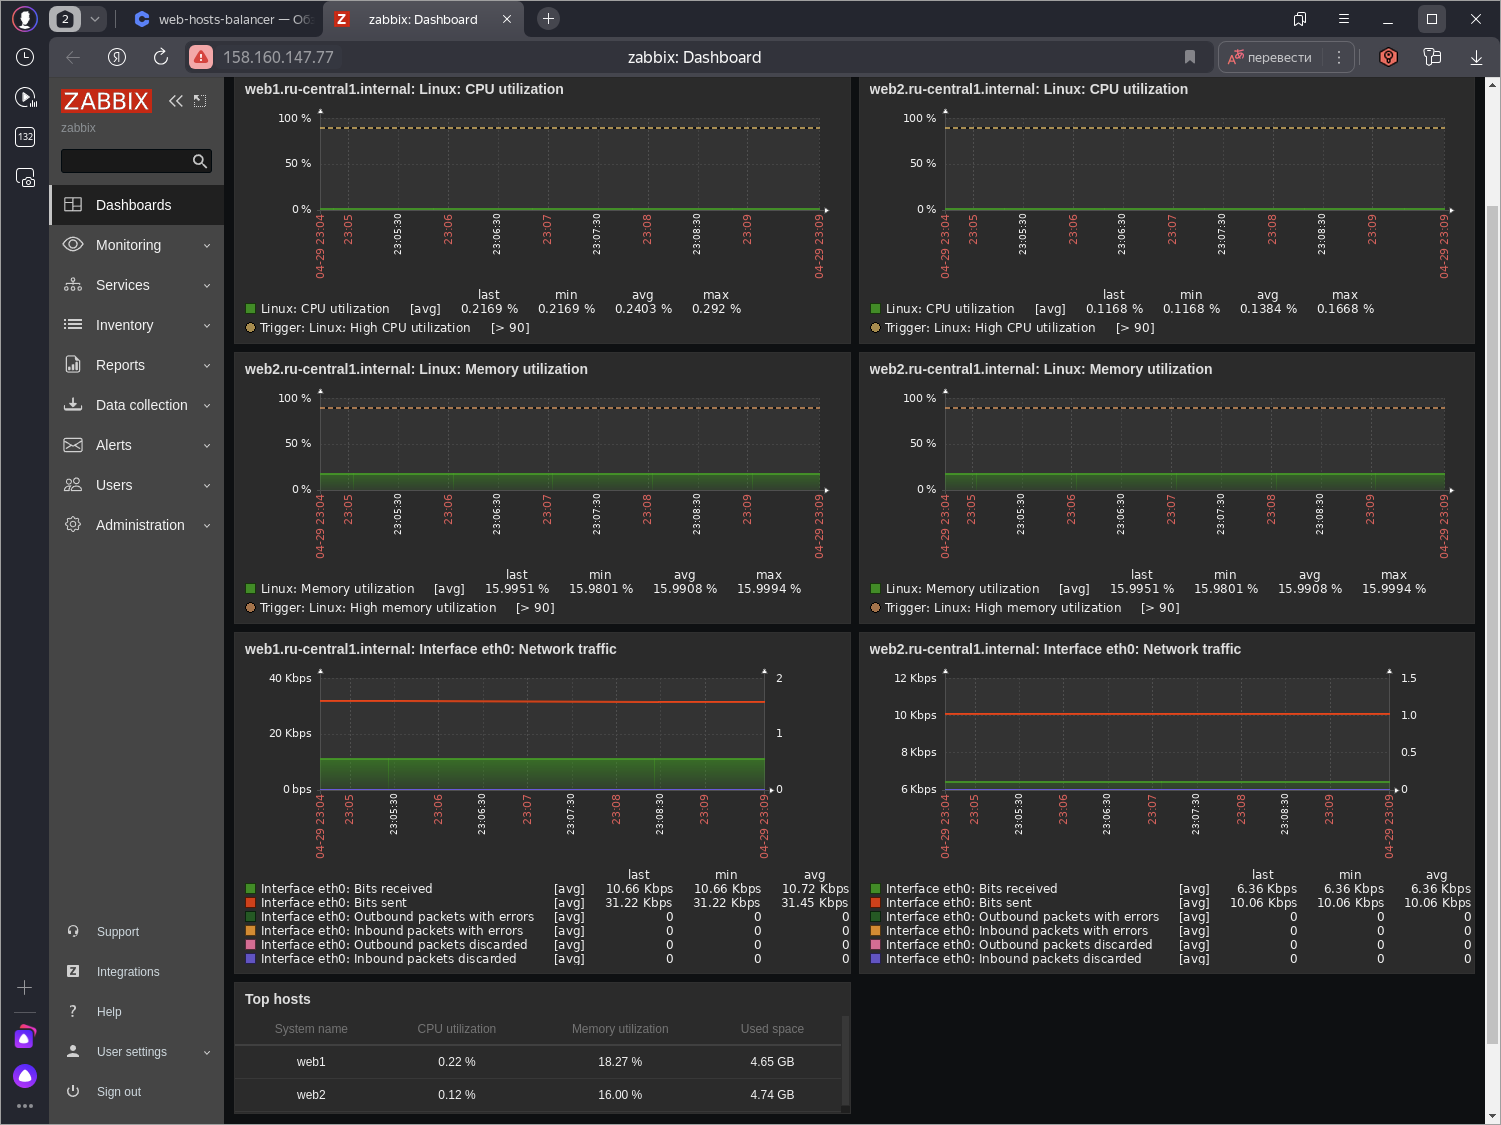 2
web-hosts-balancer — Об
Z
zabbix: Dashboard
Я
158.160.147.77
zabbix: Dashboard
перевести
132
ZABBIX
zabbix
Dashboards
Monitoring
Services
Inventory
Reports
Data collection
Alerts
Users
Administration
Support
Z Integrations
? Help
User settings
Sign out
web1.ru-central1.internal: Linux: CPU utilization
100 %
50 %
0 %
04-29 23:04 23:05 23:05:30 23:06 23:06:30 23:07 23:07:30 23:08 23:08:30 23:09 04-29 23:09
last min avg max
Linux: CPU utilization [avg] 0.2169 % 0.2169 % 0.2403 % 0.292 %
Trigger: Linux: High CPU utilization [> 90]
web2.ru-central1.internal: Linux: CPU utilization
100 %
50 %
0 %
04-29 23:04 23:05 23:05:30 23:06 23:06:30 23:07 23:07:30 23:08 23:08:30 23:09 04-29 23:09
last min avg max
Linux: CPU utilization [avg] 0.1168 % 0.1168 % 0.1384 % 0.1668 %
Trigger: Linux: High CPU utilization [> 90]
web2.ru-central1.internal: Linux: Memory utilization
100 %
50 %
0 %
04-29 23:04 23:05 23:05:30 23:06 23:06:30 23:07 23:07:30 23:08 23:08:30 23:09 04-29 23:09
last min avg max
Linux: Memory utilization [avg] 15.9951 % 15.9801 % 15.9908 % 15.9994 %
Trigger: Linux: High memory utilization [> 90]
web2.ru-central1.internal: Linux: Memory utilization
100 %
50 %
0 %
04-29 23:04 23:05 23:05:30 23:06 23:06:30 23:07 23:07:30 23:08 23:08:30 23:09 04-29 23:09
last min avg max
Linux: Memory utilization [avg] 15.9951 % 15.9801 % 15.9908 % 15.9994 %
Trigger: Linux: High memory utilization [> 90]
web1.ru-central1.internal: Interface eth0: Network traffic
40 Kbps 2
20 Kbps 1
0 bps 0
04-29 23:04 23:05 23:05:30 23:06 23:06:30 23:07 23:07:30 23:08 23:08:30 23:09 04-29 23:09
last min avg
Interface eth0: Bits received [avg] 10.66 Kbps 10.66 Kbps 10.72 Kbps
Interface eth0: Bits sent [avg] 31.22 Kbps 31.22 Kbps 31.45 Kbps
Interface eth0: Outbound packets with errors [avg] 0 0 0
Interface eth0: Inbound packets with errors [avg] 0 0 0
Interface eth0: Outbound packets discarded [avg] 0 0 0
Interface eth0: Inbound packets discarded [avg] 0 0 0
web2.ru-central1.internal: Interface eth0: Network traffic
12 Kbps 1.5
10 Kbps 1.0
8 Kbps 0.5
6 Kbps 0
04-29 23:04 23:05 23:05:30 23:06 23:06:30 23:07 23:07:30 23:08 23:08:30 23:09 04-29 23:09
last min avg
Interface eth0: Bits received [avg] 6.36 Kbps 6.36 Kbps 6.36 Kbps
Interface eth0: Bits sent [avg] 10.06 Kbps 10.06 Kbps 10.06 Kbps
Interface eth0: Outbound packets with errors [avg] 0 0 0
Interface eth0: Inbound packets with errors [avg] 0 0 0
Interface eth0: Outbound packets discarded [avg] 0 0 0
Interface eth0: Inbound packets discarded [avg] 0 0 0
Top hosts
System name CPU utilization Memory utilization Used space
web1 0.22 % 18.27 % 4.65 GB
web2 0.12 % 16.00 % 4.74 GB